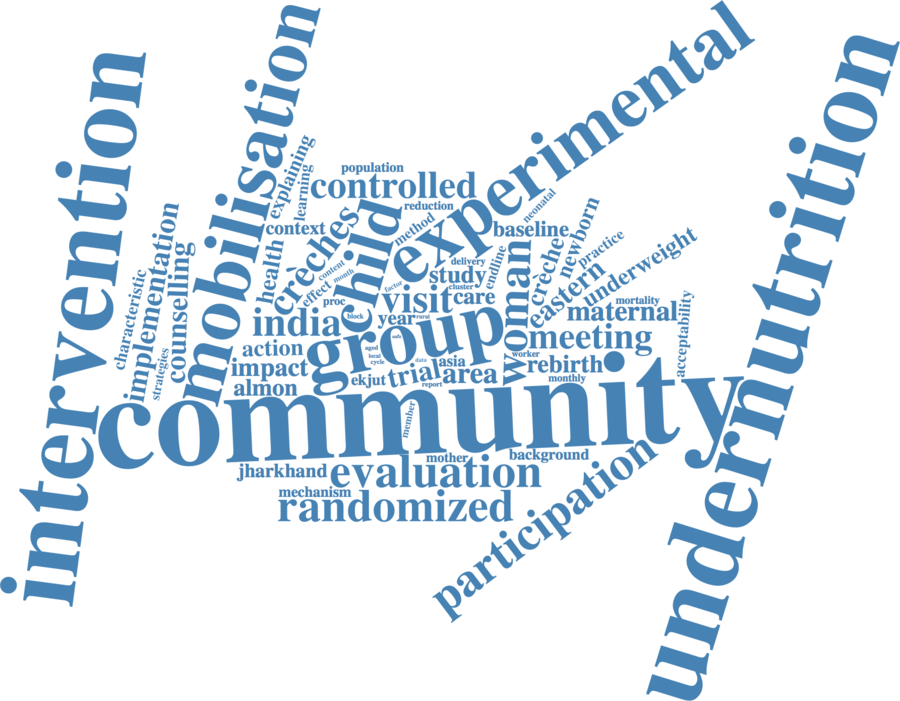 intervention
mobilisation
experimental
undernutrition
community
group
child
population
controlled
explaining
learning
reduction
neonatal
context
crèches
method
baseline
newborn
implementation
counselling
characteristic
strategies
health
content
month
effect
factor
delivery
study
cluster
endline
woman
creche
practice
eastern
underweight
proc
block
visit
care
year
rural
india
mortality
maternal
acceptability
meeting
action
aged
local
cycle
data
asia
worker
rebirth
impact
ekjut
trial
area
report
monthly
almon
member
jharkhand
mother
background
evaluation
mechanism
randomized
participation